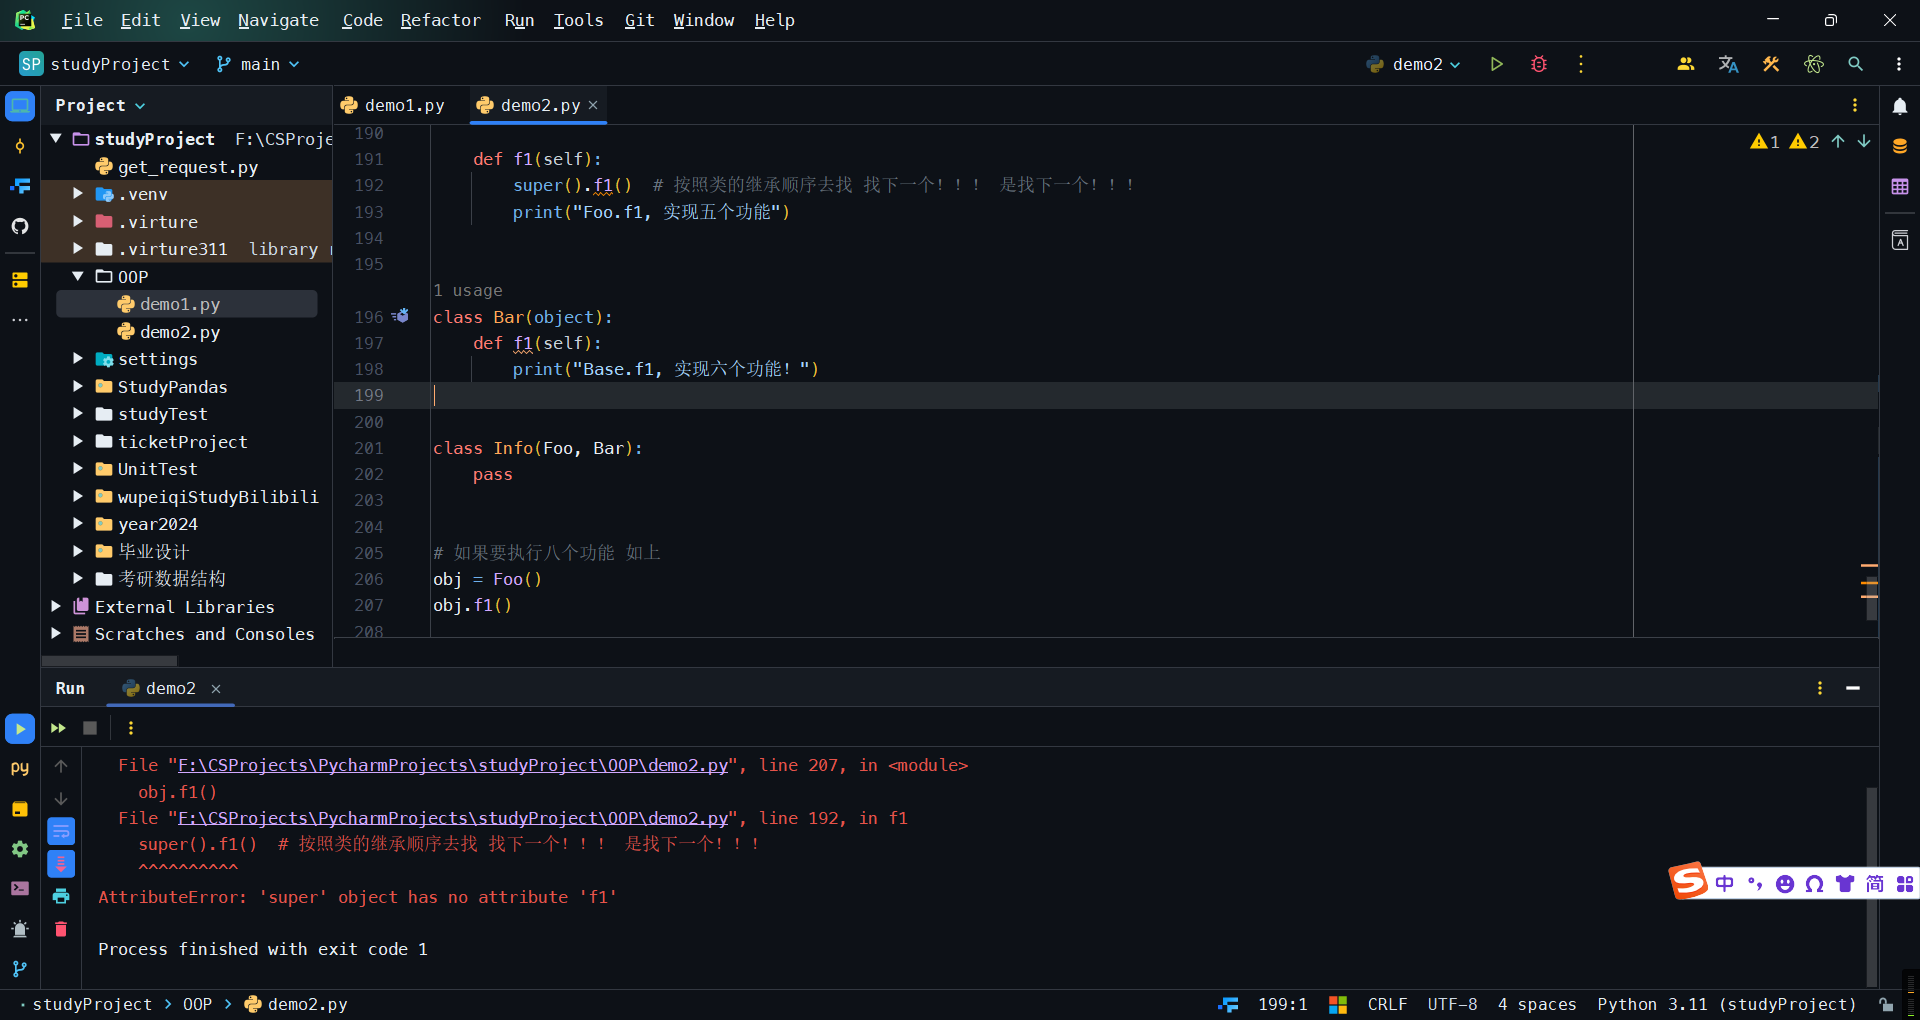 File Edit View Navigate Code Refactor Run Tools Git Window Help
SP studyProject main demo2
Project
demo1.py demo2.py
studyProject F:\CSProje
get_request.py
.venv
.virture
.virture311 library
OOP
demo1.py
demo2.py
settings
StudyPandas
studyTest
ticketProject
UnitTest
wupeiqiStudyBilibili
year2024
毕业设计
考研数据结构
External Libraries
Scratches and Consoles
1 2
190
191 def f1(self):
192 super().f1() # 按照类的继承顺序去找 找下一个！！！ 是找下一个！！！
193 print("Foo.f1, 实现五个功能")
194
195
1 usage
196 class Bar(object):
197 def f1(self):
198 print("Base.f1, 实现六个功能！")
199
200
201 class Info(Foo, Bar):
202 pass
203
204
205 # 如果要执行八个功能 如上
206 obj = Foo()
207 obj.f1()
208
Run demo2
File "F:\CSProjects\PycharmProjects\studyProject\OOP\demo2.py", line 207, in <module>
obj.f1()
File "F:\CSProjects\PycharmProjects\studyProject\OOP\demo2.py", line 192, in f1
super().f1() # 按照类的继承顺序去找 找下一个！！！ 是找下一个！！！
^^^^^^^^^^
AttributeError: 'super' object has no attribute 'f1'
Process finished with exit code 1
S 中 °, 简
studyProject > OOP > demo2.py 199:1 CRLF UTF-8 4 spaces Python 3.11 (studyProject)